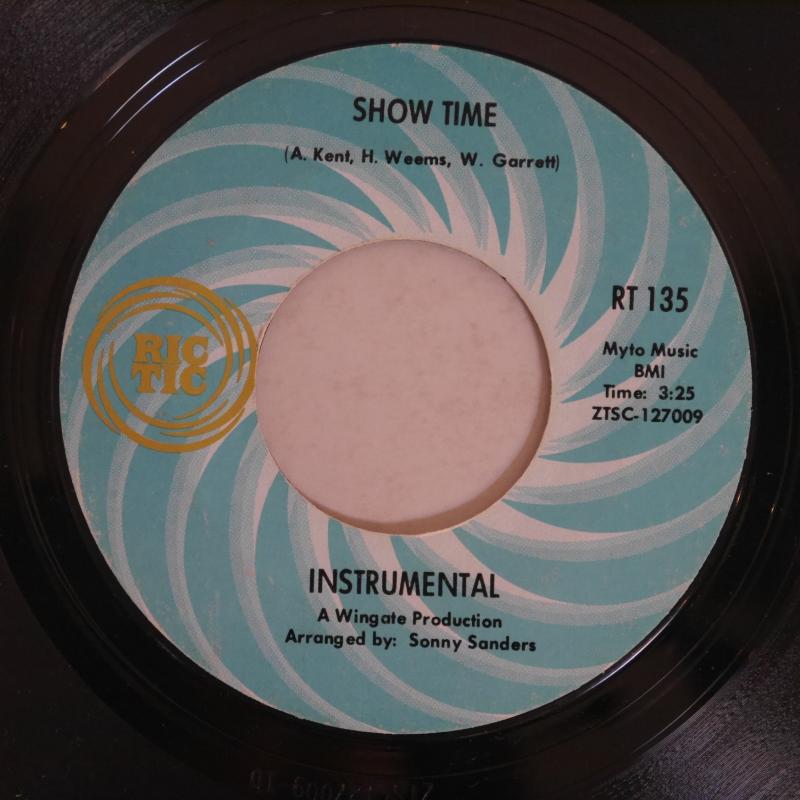 SHOW TIME
(A. Kent, H. Weems, W. Garrett)
RIC
TIC
RT 135
Myto Music
BMI
Time: 3:25
ZTSC-127009
INSTRUMENTAL
A Wingate Production
Arranged by: Sonny Sanders